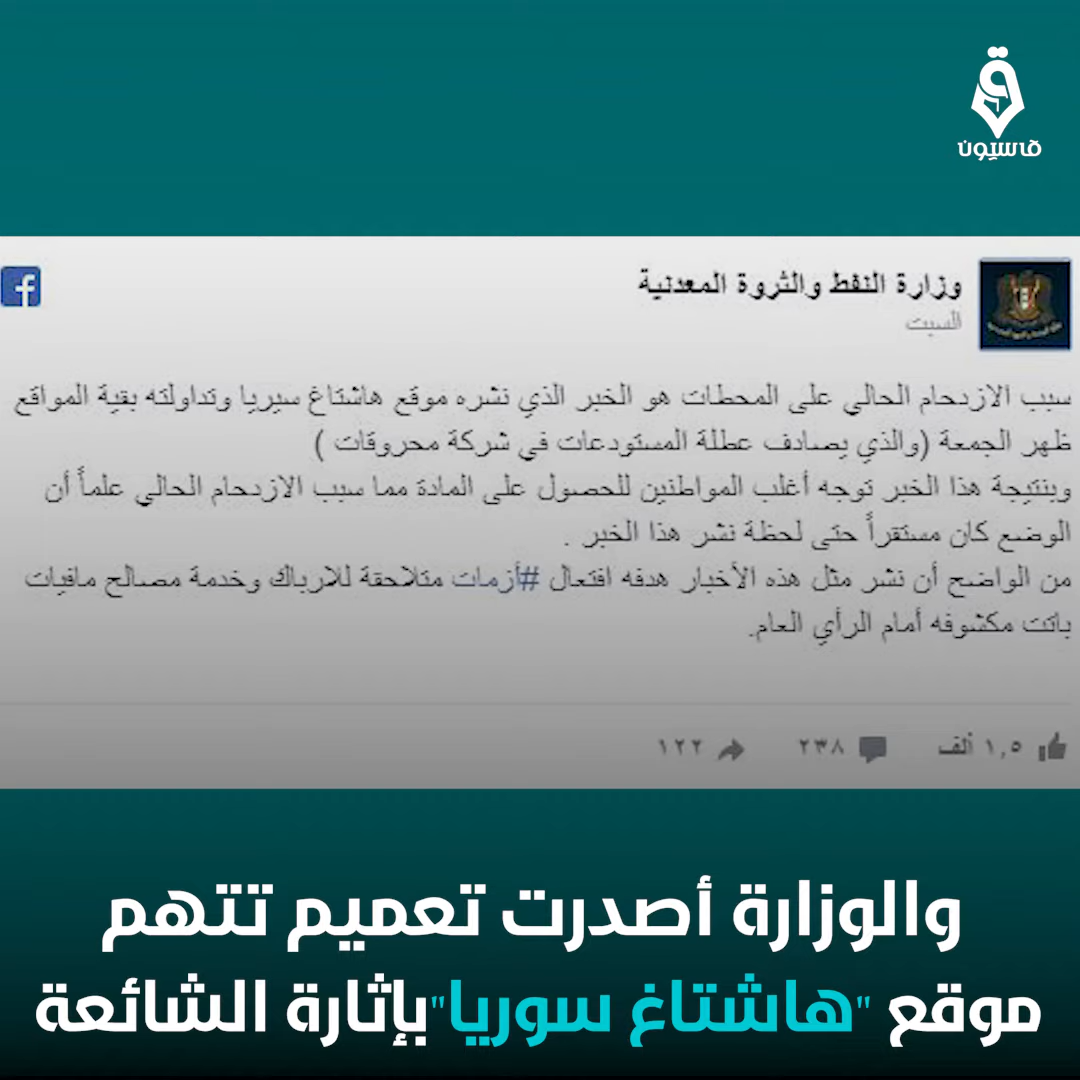 قاسيون
وزارة النفط والثروة المعدنية
السبت
سبب الازدحام الحالي على المحطات هو الخبر الذي نشره موقع هاشتاغ سيريا وتداولته بقية المواقع
ظهر الجمعة (والذي يصادف عطلة المستودعات في شركة محروقات )
وبنتيجة هذا الخبر توجه أغلب المواطنين للحصول على المادة مما سبب الازدحام الحالي علماً أن
الوضع كان مستقراً حتى لحظة نشر هذا الخبر .
من الواضح أن نشر مثل هذه الأخبار هدفه افتعال #أزمات متلاحقة للارباك وخدمة مصالح مافيات
باتت مكشوفه أمام الرأي العام.
١,٥ ألف ٢٣٨ ١٢٢
والوزارة أصدرت تعميم تتهم
موقع "هاشتاغ سوريا"بإثارة الشائعة